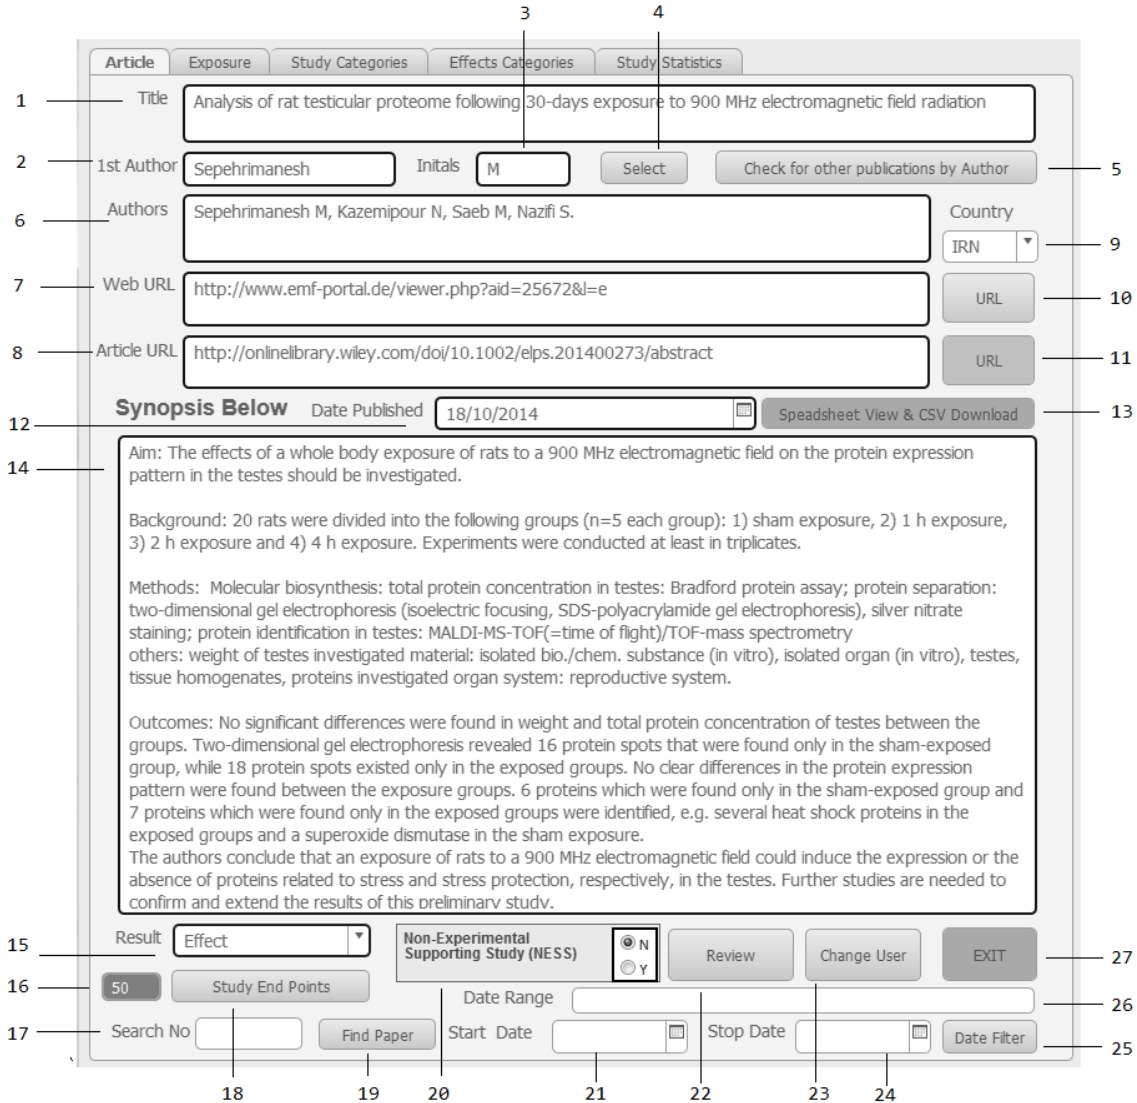 3 4
Article Exposure Study Categories Effects Categories Study Statistics
1 Title Analysis of rat testicular proteome following 30-days exposure to 900 MHz electromagnetic field radiation
2 1st Author Sepehrimanesh Initals M Select Check for other publications by Author 5
6 Authors Sepehrimanesh M, Kazemipour N, Saeb M, Nazifi S. Country
IRN 9
7 Web URL http://www.emf-portal.de/viewer.php?aid=25672&l=e URL 10
8 Article URL http://onlinelibrary.wiley.com/doi/10.1002/elps.201400273/abstract URL 11
12 Synopsis Below Date Published 18/10/2014 Speadsheet View & CSV Download 13
14 Aim: The effects of a whole body exposure of rats to a 900 MHz electromagnetic field on the protein expression
pattern in the testes should be investigated.
Background: 20 rats were divided into the following groups (n=5 each group): 1) sham exposure, 2) 1 h exposure,
3) 2 h exposure and 4) 4 h exposure. Experiments were conducted at least in triplicates.
Methods: Molecular biosynthesis: total protein concentration in testes: Bradford protein assay; protein separation:
two-dimensional gel electrophoresis (isoelectric focusing, SDS-polyacrylamide gel electrophoresis), silver nitrate
staining; protein identification in testes: MALDI-MS-TOF(=time of flight)/TOF-mass spectrometry
others: weight of testes investigated material: isolated bio./chem. substance (in vitro), isolated organ (in vitro), testes,
tissue homogenates, proteins investigated organ system: reproductive system.
Outcomes: No significant differences were found in weight and total protein concentration of testes between the
groups. Two-dimensional gel electrophoresis revealed 16 protein spots that were found only in the sham-exposed
group, while 18 protein spots existed only in the exposed groups. No clear differences in the protein expression
pattern were found between the exposure groups. 6 proteins which were found only in the sham-exposed group and
7 proteins which were found only in the exposed groups were identified, e.g. several heat shock proteins in the
exposed groups and a superoxide dismutase in the sham exposure.
The authors conclude that an exposure of rats to a 900 MHz electromagnetic field could induce the expression or the
absence of proteins related to stress and stress protection, respectively, in the testes. Further studies are needed to
confirm and extend the results of this preliminary study.
15 Result Effect Non-Experimental
Supporting Study (NESS) N
Y Review Change User EXIT 27
16 50 Study End Points Date Range 26
17 Search No Find Paper Start Date Stop Date Date Filter 25
18 19 20 21 22 23 24